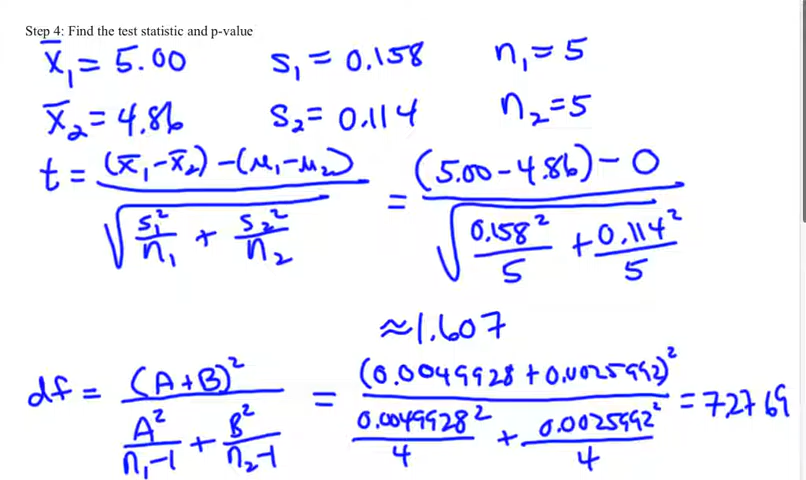 Step 4: Find the test statistic and p-value
x̄₁ = 5.00 s₁ = 0.158 n₁ = 5
x̄₂ = 4.86 s₂ = 0.114 n₂ = 5
t = ((x̄₁ - x̄₂) - (μ₁ - μ₂)) / √(s₁²/n₁ + s₂²/n₂) = ((5.00 - 4.86) - 0) / √(0.158²/5 + 0.114²/5)
≈ 1.607
df = (A + B)² / (A²/(n₁-1) + B²/(n₂-1)) = (0.0049928 + 0.0025992)² / (0.0049928²/4 + 0.0025992²/4) = 72769